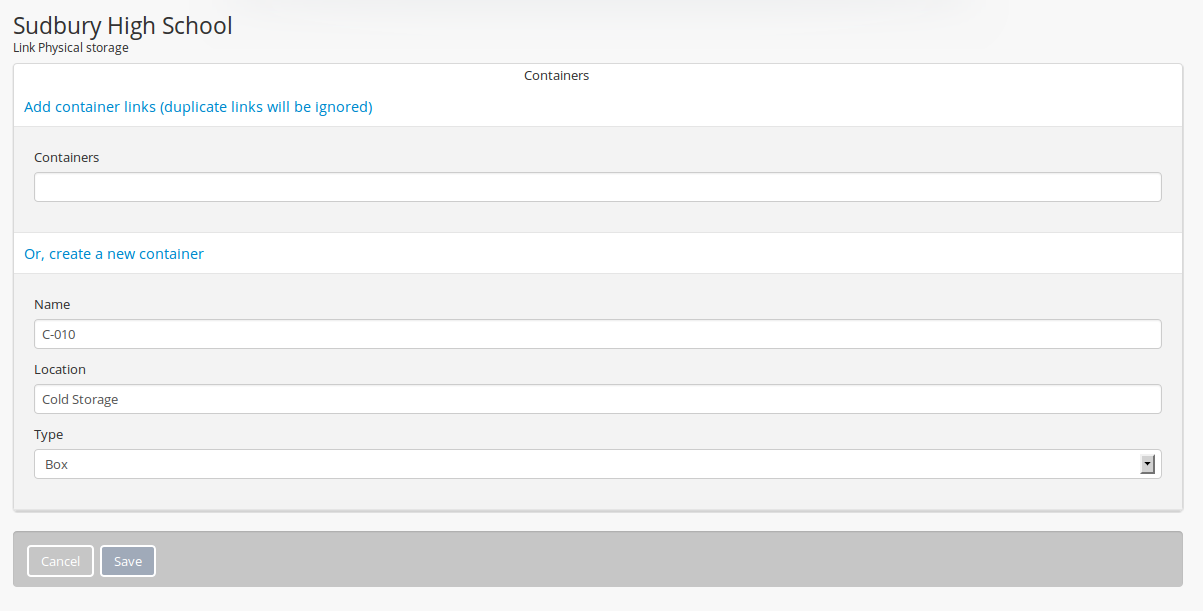 Sudbury High School
Link Physical storage
Containers
Add container links (duplicate links will be ignored)
Containers
Or, create a new container
Name
C-010
Location
Cold Storage
Type
Box
Cancel Save